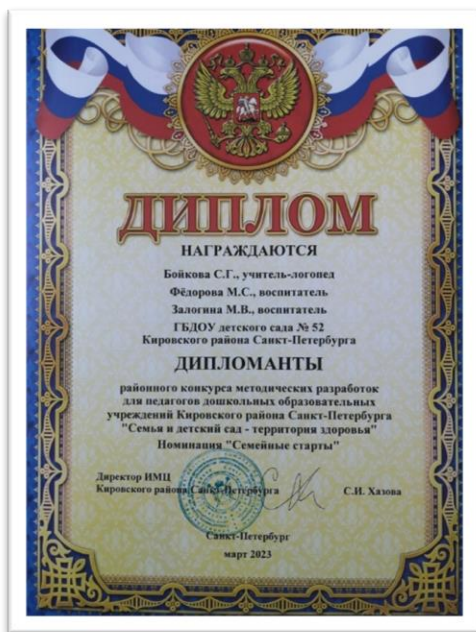 ДИПЛОМ
НАГРАЖДАЮТСЯ
Бойкова С.Г., учитель-логопед
Фёдорова М.С., воспитатель
Залогина М.В., воспитатель
ГБДОУ детского сада № 52
Кировского района Санкт-Петербурга
ДИПЛОМАНТЫ
районного конкурса методических разработок
для педагогов дошкольных образовательных
учреждений Кировского района Санкт-Петербурга
"Семья и детский сад - территория здоровья"
Номинация "Семейные старты"
Директор ИМЦ
Кировского района Санкт-Петербурга С.И. Хазова
Санкт-Петербург
март 2023